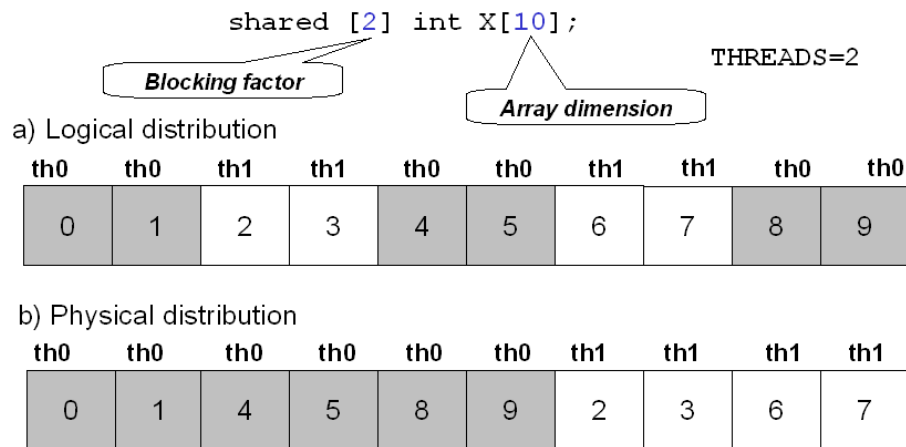 shared [2] int X[10];
THREADS=2
Blocking factor
Array dimension
a) Logical distribution
th0 th0 th1 th1 th0 th0 th1 th1 th0 th0
0 1 2 3 4 5 6 7 8 9
b) Physical distribution
th0 th0 th0 th0 th0 th0 th1 th1 th1 th1
0 1 4 5 8 9 2 3 6 7